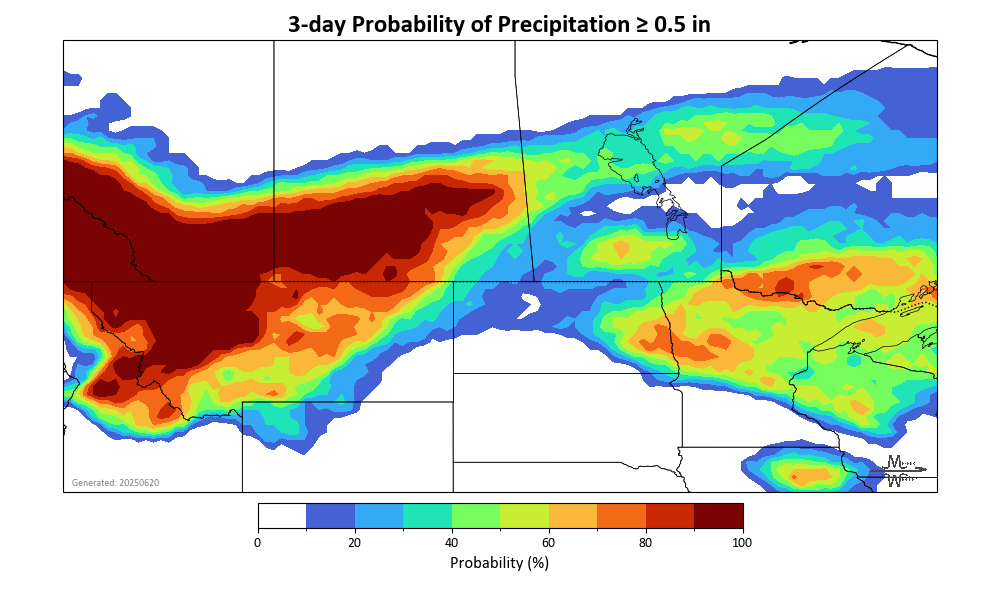 3-day Probability of Precipitation ≥ 0.5 in
Generated: 20250620
0 20 40 60 80 100
Probability (%)